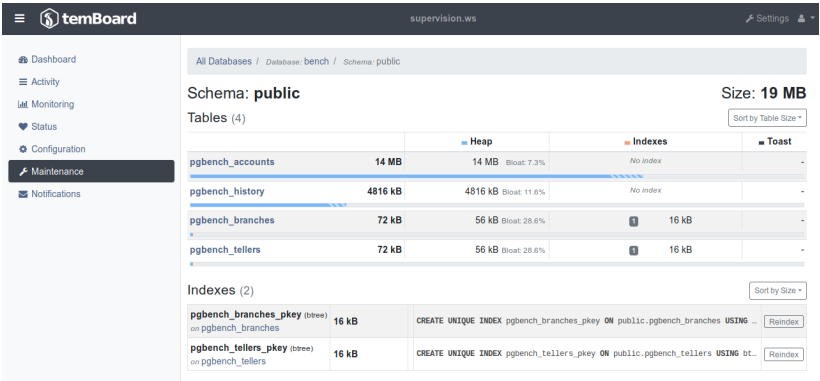 temBoard
supervision.ws
Settings
Dashboard
Activity
Monitoring
Status
Configuration
Maintenance
Notifications
All Databases / Database: bench / Schema: public
Schema: public
Size: 19 MB
Tables (4)
Sort by Table Size
Heap Indexes Toast
pgbench_accounts 14 MB 14 MB Bloat: 7.3% No index -
pgbench_history 4816 kB 4816 kB Bloat: 11.6% No index -
pgbench_branches 72 kB 56 kB Bloat: 28.6% 1 16 kB -
pgbench_tellers 72 kB 56 kB Bloat: 28.6% 1 16 kB -
Indexes (2)
Sort by Size
pgbench_branches_pkey (btree) 16 kB CREATE UNIQUE INDEX pgbench_branches_pkey ON public.pgbench_branches USING … Reindex
on pgbench_branches
pgbench_tellers_pkey (btree) 16 kB CREATE UNIQUE INDEX pgbench_tellers_pkey ON public.pgbench_tellers USING bt… Reindex
on pgbench_tellers